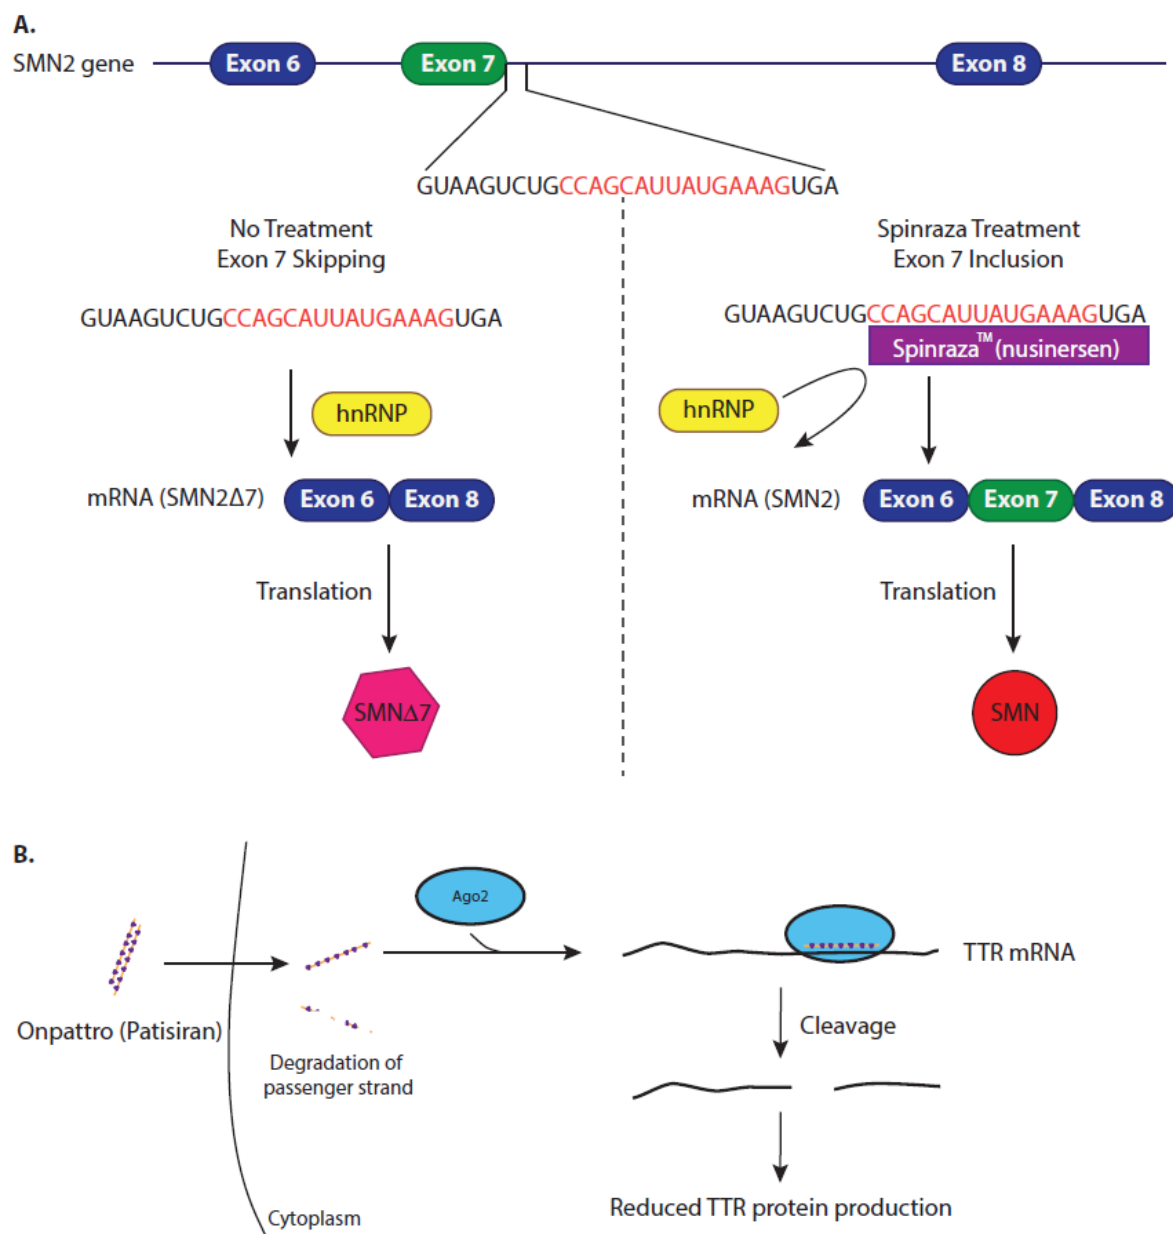 A.
SMN2 gene
Exon 6
Exon 7
Exon 8
GUAAGUCUGCCAGCAUUAUGAAAGUGA
No Treatment
Exon 7 Skipping
GUAAGUCUGCCAGCAUUAUGAAAGUGA
hnRNP
mRNA (SMN2Δ7)
Exon 6
Exon 8
Translation
SMNΔ7
Spinraza Treatment
Exon 7 Inclusion
GUAAGUCUGCCAGCAUUAUGAAAGUGA
Spinraza™ (nusinersen)
hnRNP
mRNA (SMN2)
Exon 6
Exon 7
Exon 8
Translation
SMN
B.
Onpattro (Patisiran)
Ago2
Degradation of
passenger strand
Cytoplasm
TTR mRNA
Cleavage
Reduced TTR protein production